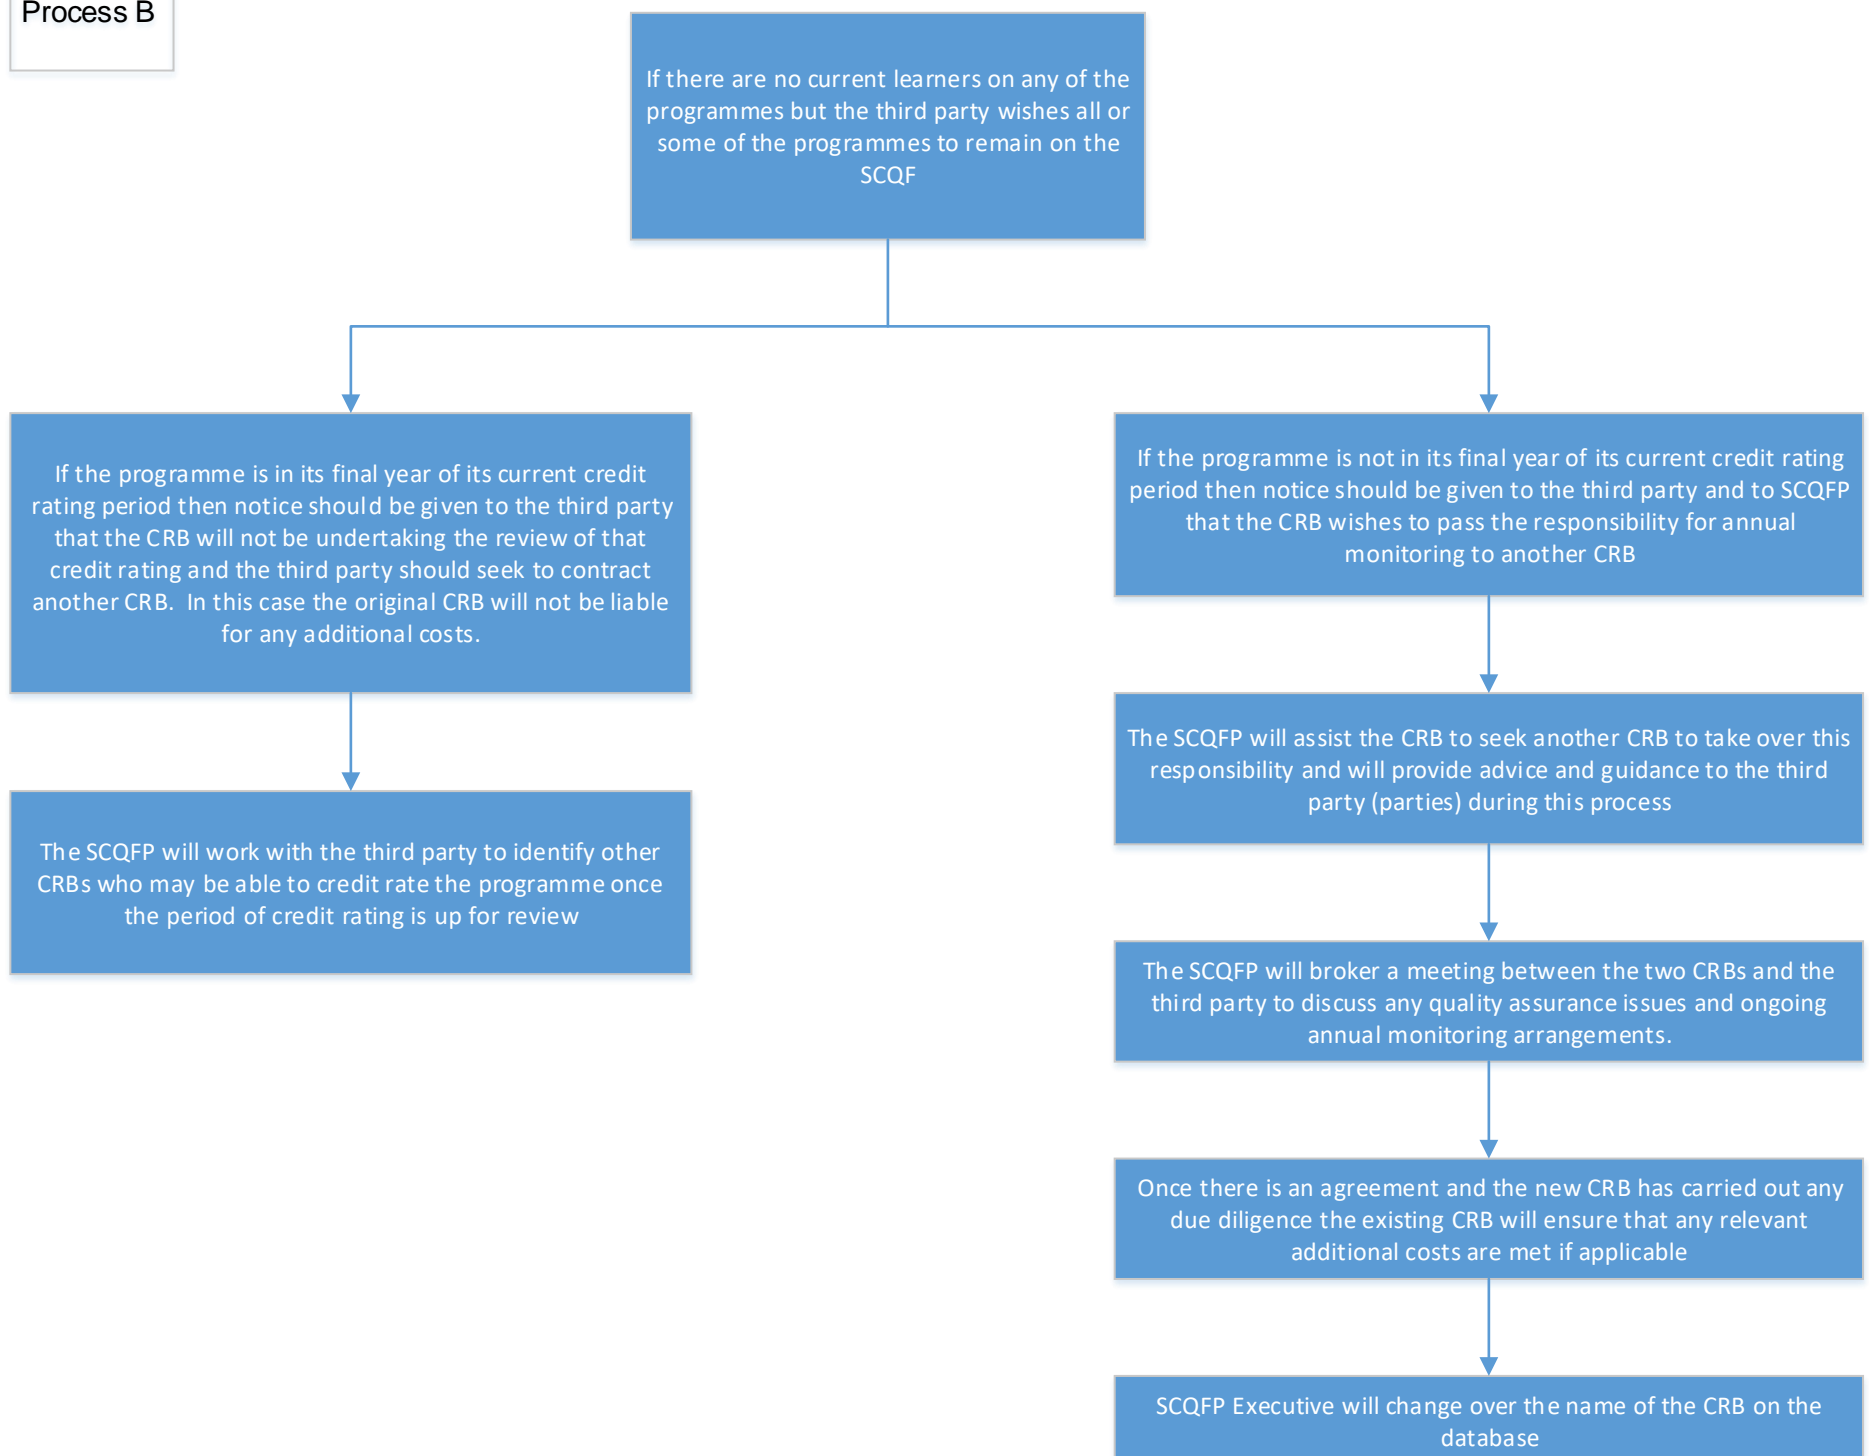 Process B
If there are no current learners on any of the
programmes but the third party wishes all or
some of the programmes to remain on the
SCQF
If the programme is in its final year of its current credit
rating period then notice should be given to the third party
that the CRB will not be undertaking the review of that
credit rating and the third party should seek to contract
another CRB.  In this case the original CRB will not be liable
for any additional costs.
The SCQFP will work with the third party to identify other
CRBs who may be able to credit rate the programme once
the period of credit rating is up for review
If the programme is not in its final year of its current credit rating
period then notice should be given to the third party and to SCQFP
that the CRB wishes to pass the responsibility for annual
monitoring to another CRB
The SCQFP will assist the CRB to seek another CRB to take over this
responsibility and will provide advice and guidance to the third
party (parties) during this process
The SCQFP will broker a meeting between the two CRBs and the
third party to discuss any quality assurance issues and ongoing
annual monitoring arrangements.
Once there is an agreement and the new CRB has carried out any
due diligence the existing CRB will ensure that any relevant
additional costs are met if applicable
SCQFP Executive will change over the name of the CRB on the
database